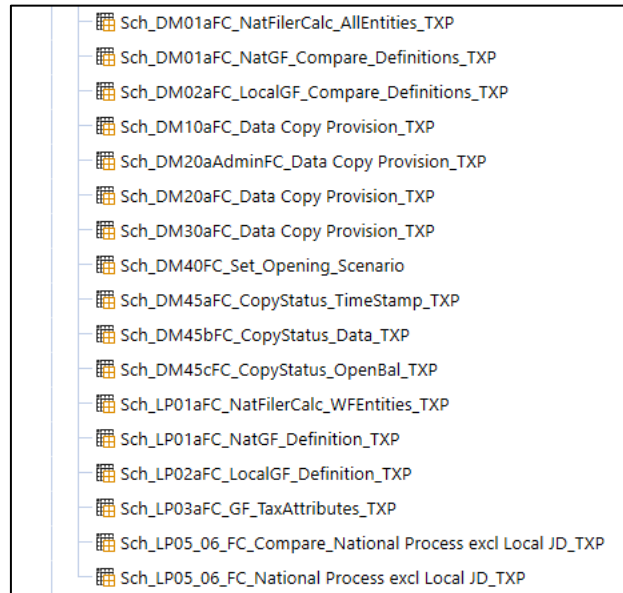 Sch_DM01aFC_NatFilerCalc_AllEntities_TXP
Sch_DM01aFC_NatGF_Compare_Definitions_TXP
Sch_DM02aFC_LocalGF_Compare_Definitions_TXP
Sch_DM10aFC_Data Copy Provision_TXP
Sch_DM20aAdminFC_Data Copy Provision_TXP
Sch_DM20aFC_Data Copy Provision_TXP
Sch_DM30aFC_Data Copy Provision_TXP
Sch_DM40FC_Set_Opening_Scenario
Sch_DM45aFC_CopyStatus_TimeStamp_TXP
Sch_DM45bFC_CopyStatus_Data_TXP
Sch_DM45cFC_CopyStatus_OpenBal_TXP
Sch_LP01aFC_NatFilerCalc_WFEntities_TXP
Sch_LP01aFC_NatGF_Definition_TXP
Sch_LP02aFC_LocalGF_Definition_TXP
Sch_LP03aFC_GF_TaxAttributes_TXP
Sch_LP05_06_FC_Compare_National Process excl Local JD_TXP
Sch_LP05_06_FC_National Process excl Local JD_TXP